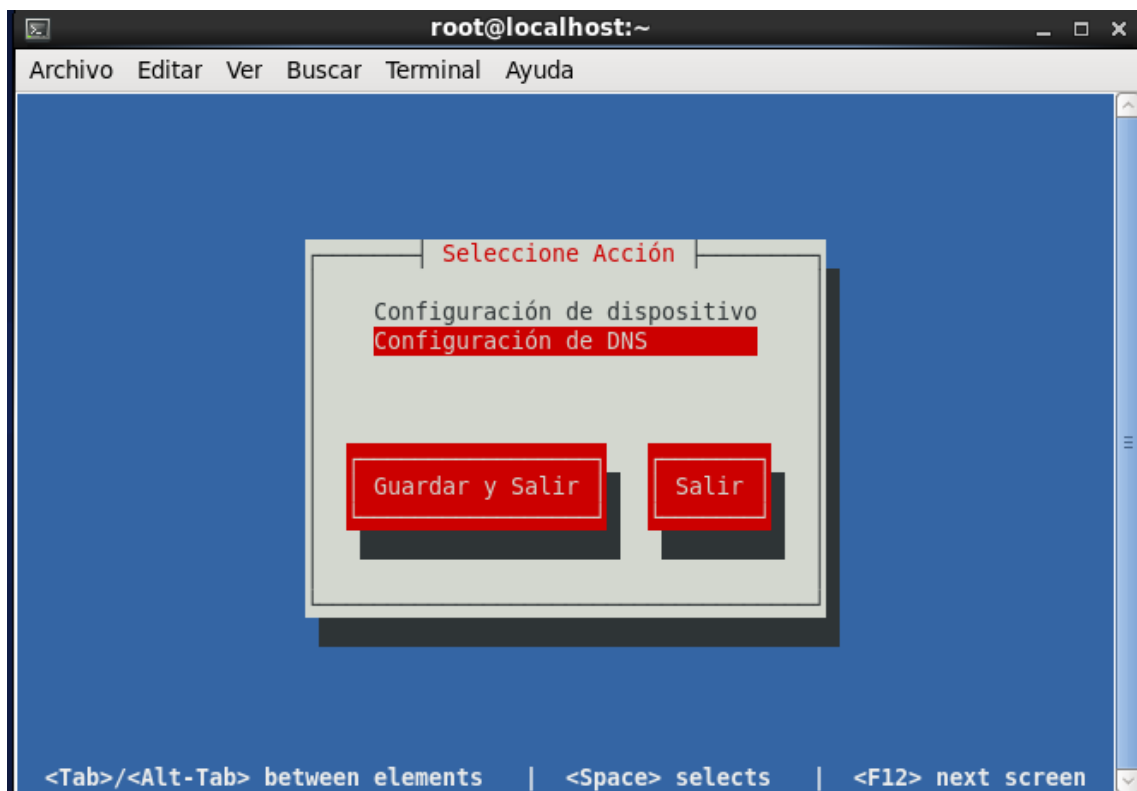 root@localhost:~
Archivo Editar Ver Buscar Terminal Ayuda
Seleccione Acción
Configuración de dispositivo
Configuración de DNS
Guardar y Salir Salir
<Tab>/<Alt-Tab> between elements | <Space> selects | <F12> next screen